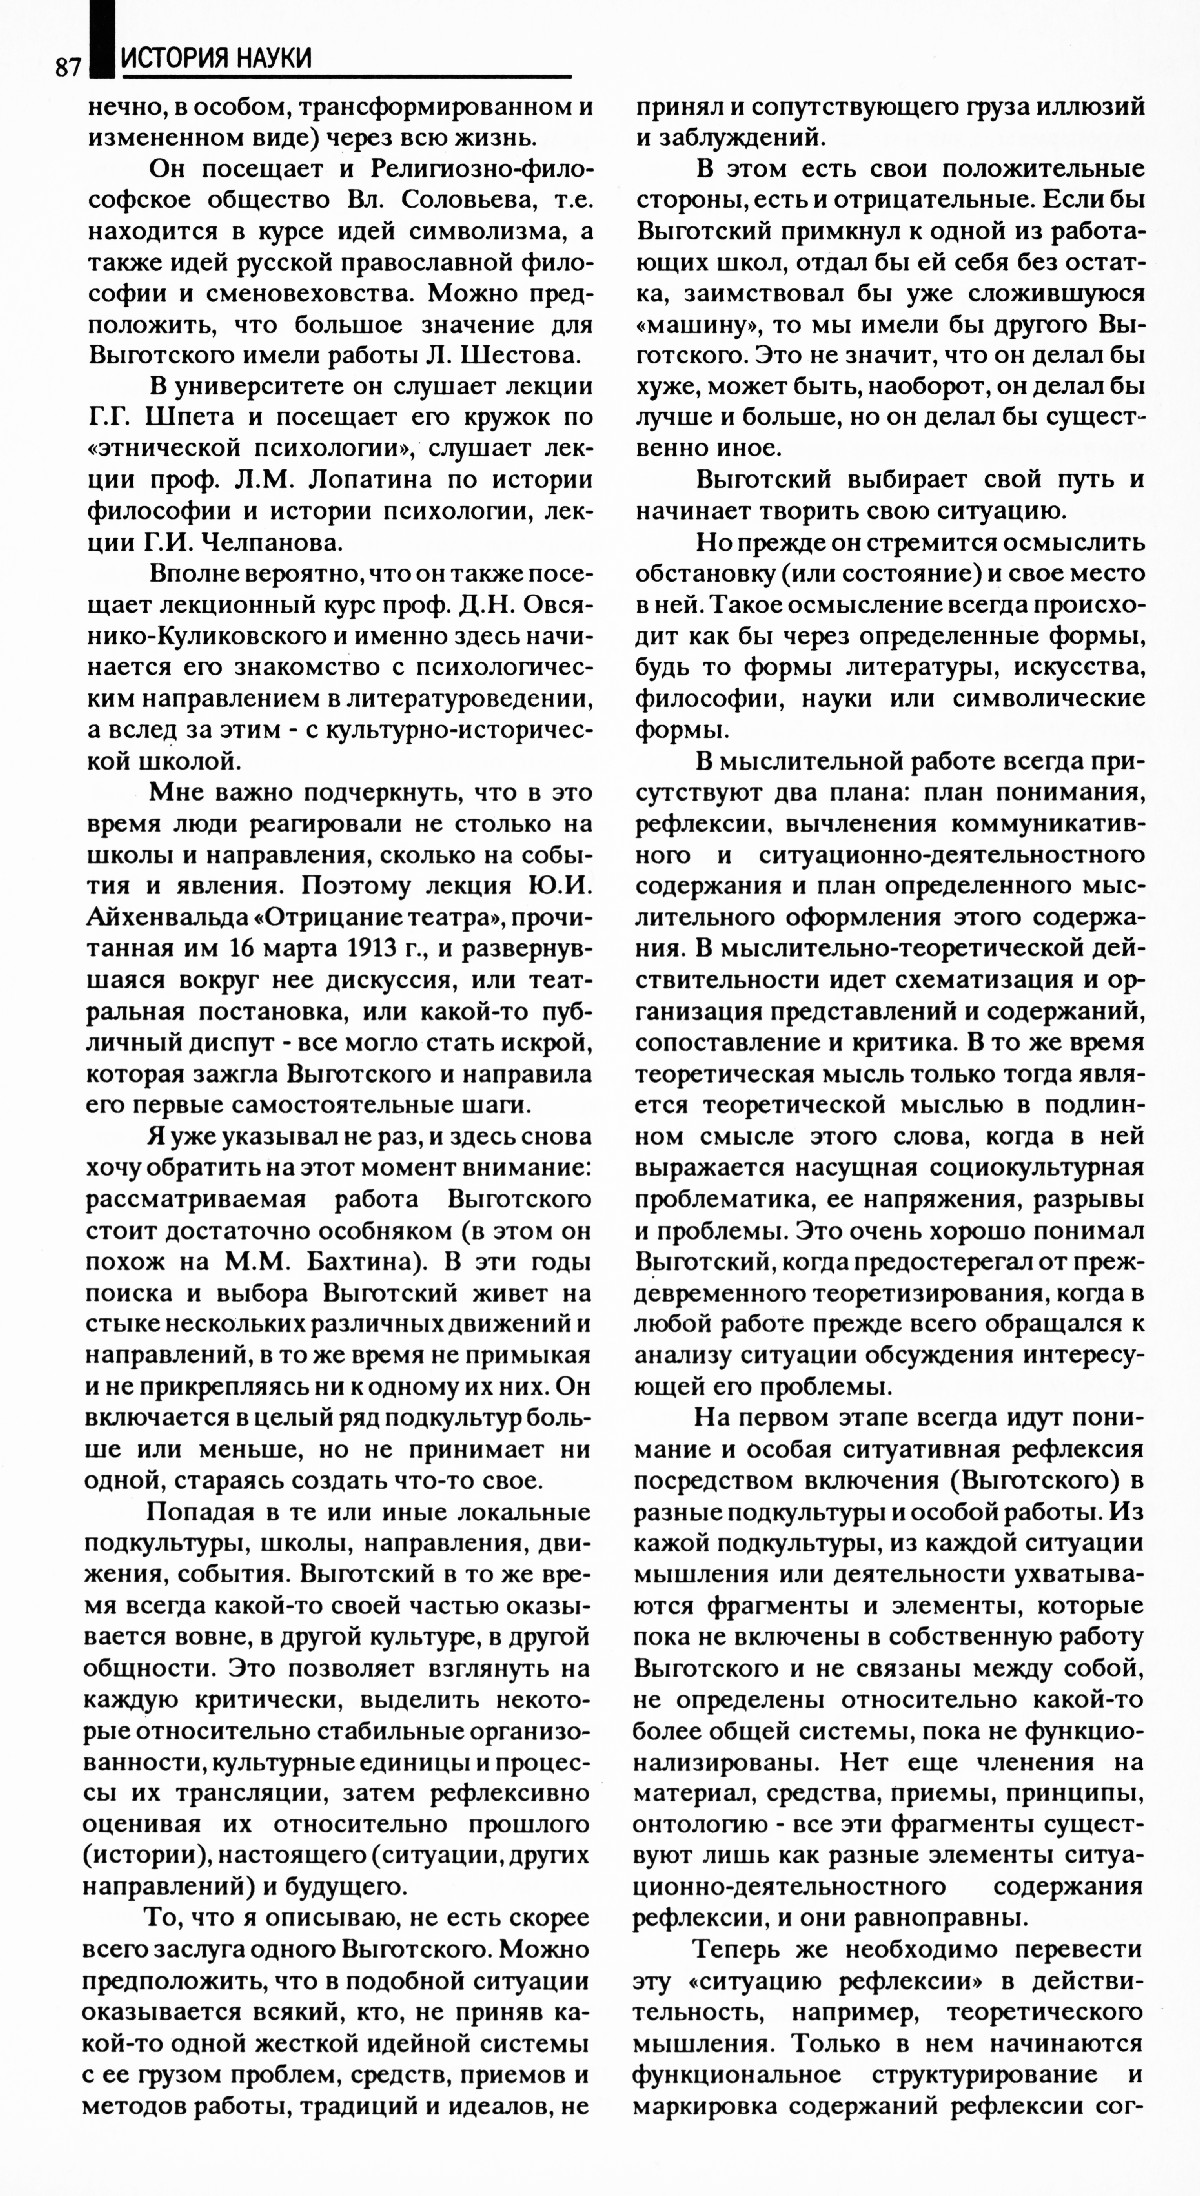 87 ИСТОРИЯ НАУКИ
нечно, в особом, трансформированном и
измененном виде) через всю жизнь.
Он посещает и Религиозно-фило-
софское общество Вл. Соловьева, т.е.
находится в курсе идей символизма, а
также идей русской православной фило-
софии и сменовеховства. Можно пред-
положить, что большое значение для
Выготского имели работы Л. Шестова.
В университете он слушает лекции
Г.Г. Шпета и посещает его кружок по
«этнической психологии», слушает лек-
ции проф. Л.М. Лопатина по истории
философии и истории психологии, лек-
ции Г.И. Челпанова.
Вполне вероятно, что он также посе-
щает лекционный курс проф. Д.Н. Овся-
нико-Куликовского и именно здесь начи-
нается его знакомство с психологичес-
ким направлением в литературоведении,
а вслед за этим - с культурно-историчес-
кой школой.
Мне важно подчеркнуть, что в это
время люди реагировали не столько на
школы и направления, сколько на собы-
тия и явления. Поэтому лекция Ю.И.
Айхенвальда «Отрицание театра», прочи-
танная им 16 марта 1913 г., и развернув-
шаяся вокруг нее дискуссия, или теат-
ральная постановка, или какой-то пуб-
личный диспут - все могло стать искрой,
которая зажгла Выготского и направила
его первые самостоятельные шаги.
Я уже указывал не раз, и здесь снова
хочу обратить на этот момент внимание:
рассматриваемая работа Выготского
стоит достаточно особняком (в этом он
похож на М.М. Бахтина). В эти годы
поиска и выбора Выготский живет на
стыке нескольких различных движений и
направлений, в то же время не примыкая
и не прикрепляясь ни к одному их них. Он
включается в целый ряд подкультур боль-
ше или меньше, но не принимает ни
одной, стараясь создать что-то свое.
Попадая в те или иные локальные
подкультуры, школы, направления, дви-
жения, события. Выготский в то же вре-
мя всегда какой-то своей частью оказы-
вается вовне, в другой культуре, в другой
общности. Это позволяет взглянуть на
каждую критически, выделить некото-
рые относительно стабильные организо-
ванности, культурные единицы и процес-
сы их трансляции, затем рефлексивно
оценивая их относительно прошлого
(истории), настоящего (ситуации, других
направлений) и будущего.
То, что я описываю, не есть скорее
всего заслуга одного Выготского. Можно
предположить, что в подобной ситуации
оказывается всякий, кто, не приняв ка-
кой-то одной жесткой идейной системы
с ее грузом проблем, средств, приемов и
методов работы, традиций и идеалов, не
принял и сопутствующего груза иллюзий
и заблуждений.
В этом есть свои положительные
стороны, есть и отрицательные. Если бы
Выготский примкнул к одной из работа-
ющих школ, отдал бы ей себя без остат-
ка, заимствовал бы уже сложившуюся
«машину», то мы имели бы другого Вы-
готского. Это не значит, что он делал бы
хуже, может быть, наоборот, он делал бы
лучше и больше, но он делал бы сущест-
венно иное.
Выготский выбирает свой путь и
начинает творить свою ситуацию.
Но прежде он стремится осмыслить
обстановку (или состояние) и свое место
в ней. Такое осмысление всегда происхо-
дит как бы через определенные формы,
будь то формы литературы, искусства,
философии, науки или символические
формы.
В мыслительной работе всегда при-
сутствуют два плана: план понимания,
рефлексии, вычленения коммуникатив-
ного и ситуационно-деятельностного
содержания и план определенного мыс-
лительного оформления этого содержа-
ния. В мыслительно-теоретической дей-
ствительности идет схематизация и ор-
ганизация представлений и содержаний,
сопоставление и критика. В то же время
теоретическая мысль только тогда явля-
ется теоретической мыслью в подлин-
ном смысле этого слова, когда в ней
выражается насущная социокультурная
проблематика, ее напряжения, разрывы
и проблемы. Это очень хорошо понимал
Выготский, когда предостерегал от преж-
девременного теоретизирования, когда в
любой работе прежде всего обращался к
анализу ситуации обсуждения интересу-
ющей его проблемы.
На первом этапе всегда идут пони-
мание и особая ситуативная рефлексия
посредством включения (Выготского) в
разные подкультуры и особой работы. Из
кажой подкультуры, из каждой ситуации
мышления или деятельности ухватыва-
ются фрагменты и элементы, которые
пока не включены в собственную работу
Выготского и не связаны между собой,
не определены относительно какой-то
более общей системы, пока не функцио-
нализированы. Нет еще членения на
материал, средства, приемы, принципы,
онтологию - все эти фрагменты сущест-
вуют лишь как разные элементы ситуа-
ционно-деятельностного содержания
рефлексии, и они равноправны.
Теперь же необходимо перевести
эту «ситуацию рефлексии» в действи-
тельность, например, теоретического
мышления. Только в нем начинаются
функциональное структурирование и
маркировка содержаний рефлексии сог-